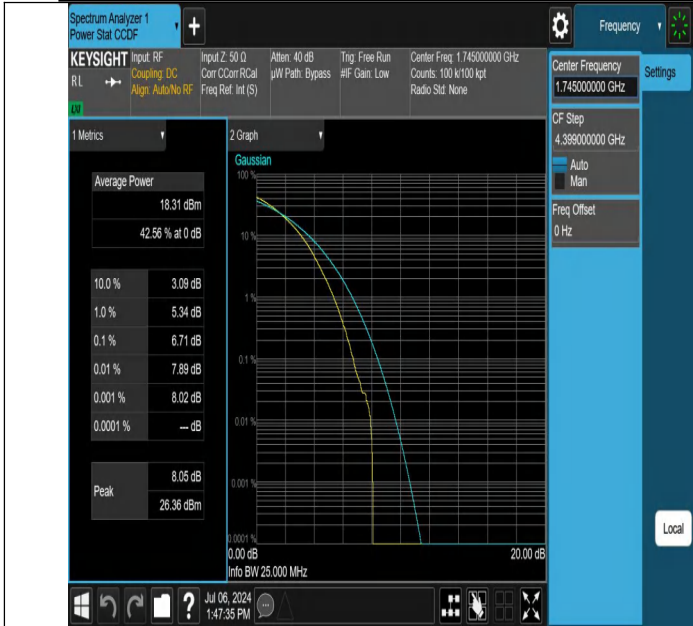 Spectrum Analyzer 1
Power Stat CCDF
+
Frequency
KEYSIGHT
RL
LXI
Input: RF
Coupling: DC
Align: Auto/No RF
Input Z: 50 Ω
Corr CCorr RCal
Freq Ref: Int (S)
Atten: 40 dB
µW Path: Bypass
Trig: Free Run
#IF Gain: Low
Center Freq: 1.745000000 GHz
Counts: 100 k/100 kpt
Radio Std: None
Center Frequency
1.745000000 GHz
Settings
CF Step
4.399000000 GHz
Auto
Man
Freq Offset
0 Hz
Local
1 Metrics
Average Power
18.31 dBm
42.56 % at 0 dB
10.0 % 3.09 dB
1.0 % 5.34 dB
0.1 % 6.71 dB
0.01 % 7.89 dB
0.001 % 8.02 dB
0.0001 % --- dB
Peak
8.05 dB
26.36 dBm
2 Graph
Gaussian
100 %
10 %
1 %
0.1 %
0.01 %
0.001 %
0.0001 %
0.00 dB 20.00 dB
Info BW 25.000 MHz
?
Jul 06, 2024
1:47:35 PM